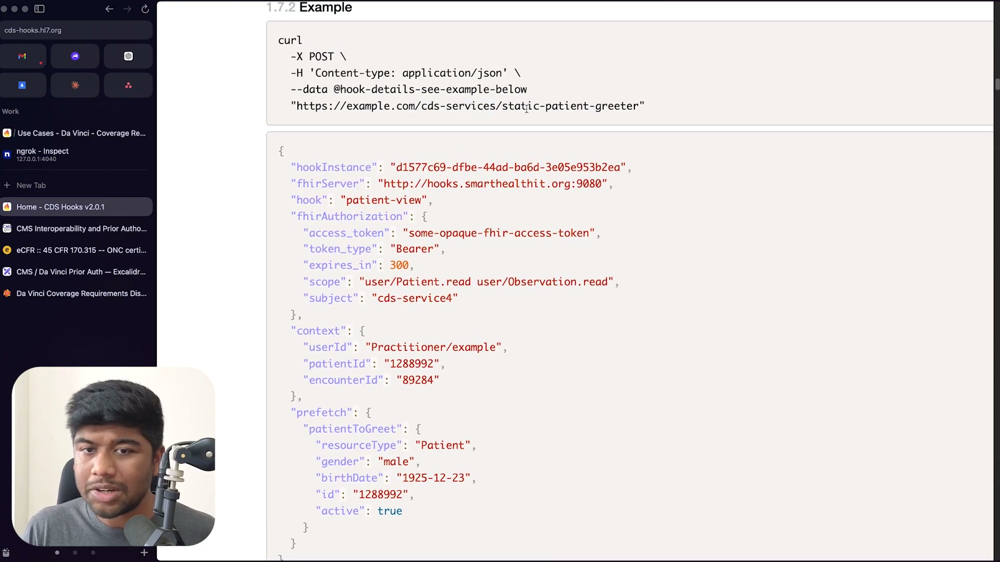 cds-hooks.hl7.org
Work
/ Use Cases - Da Vinci - Coverage Re...
ngrok - Inspect
127.0.0.1:4040
+ New Tab
Home - CDS Hooks v2.0.1
CMS Interoperability and Prior Autho...
eCFR :: 45 CFR 170.315 -- ONC certi...
CMS / Da Vinci Prior Auth — Excalidr...
Da Vinci Coverage Requirements Dis...
1.7.2 Example
curl
-X POST \
-H 'Content-type: application/json' \
--data @hook-details-see-example-below
"https://example.com/cds-services/static-patient-greeter"
{
"hookInstance": "d1577c69-dfbe-44ad-ba6d-3e05e953b2ea",
"fhirServer": "http://hooks.smarthealthit.org:9080",
"hook": "patient-view",
"fhirAuthorization": {
"access_token": "some-opaque-fhir-access-token",
"token_type": "Bearer",
"expires_in": 300,
"scope": "user/Patient.read user/Observation.read",
"subject": "cds-service4"
},
"context": {
"userId": "Practitioner/example",
"patientId": "1288992",
"encounterId": "89284"
},
"prefetch": {
"patientToGreet": {
"resourceType": "Patient",
"gender": "male",
"birthDate": "1925-12-23",
"id": "1288992",
"active": true
}
}
}